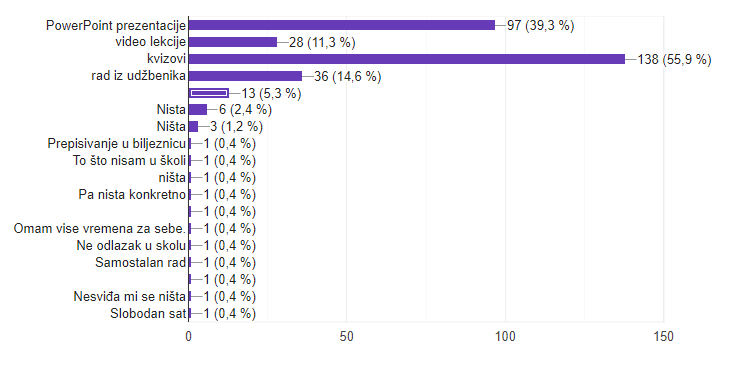 PowerPoint prezentacije 97 (39,3 %)
video lekcije 28 (11,3 %)
kvizovi 138 (55,9 %)
rad iz udžbenika 36 (14,6 %)
13 (5,3 %)
Nista 6 (2,4 %)
Ništa 3 (1,2 %)
Prepisivanje u biljeznicu 1 (0,4 %)
To što nisam u školi 1 (0,4 %)
ništa 1 (0,4 %)
Pa nista konkretno 1 (0,4 %)
1 (0,4 %)
Omam vise vremena za sebe. 1 (0,4 %)
Ne odlazak u skolu 1 (0,4 %)
Samostalan rad 1 (0,4 %)
1 (0,4 %)
Nesviđa mi se ništa 1 (0,4 %)
Slobodan sat 1 (0,4 %)
0 50 100 150